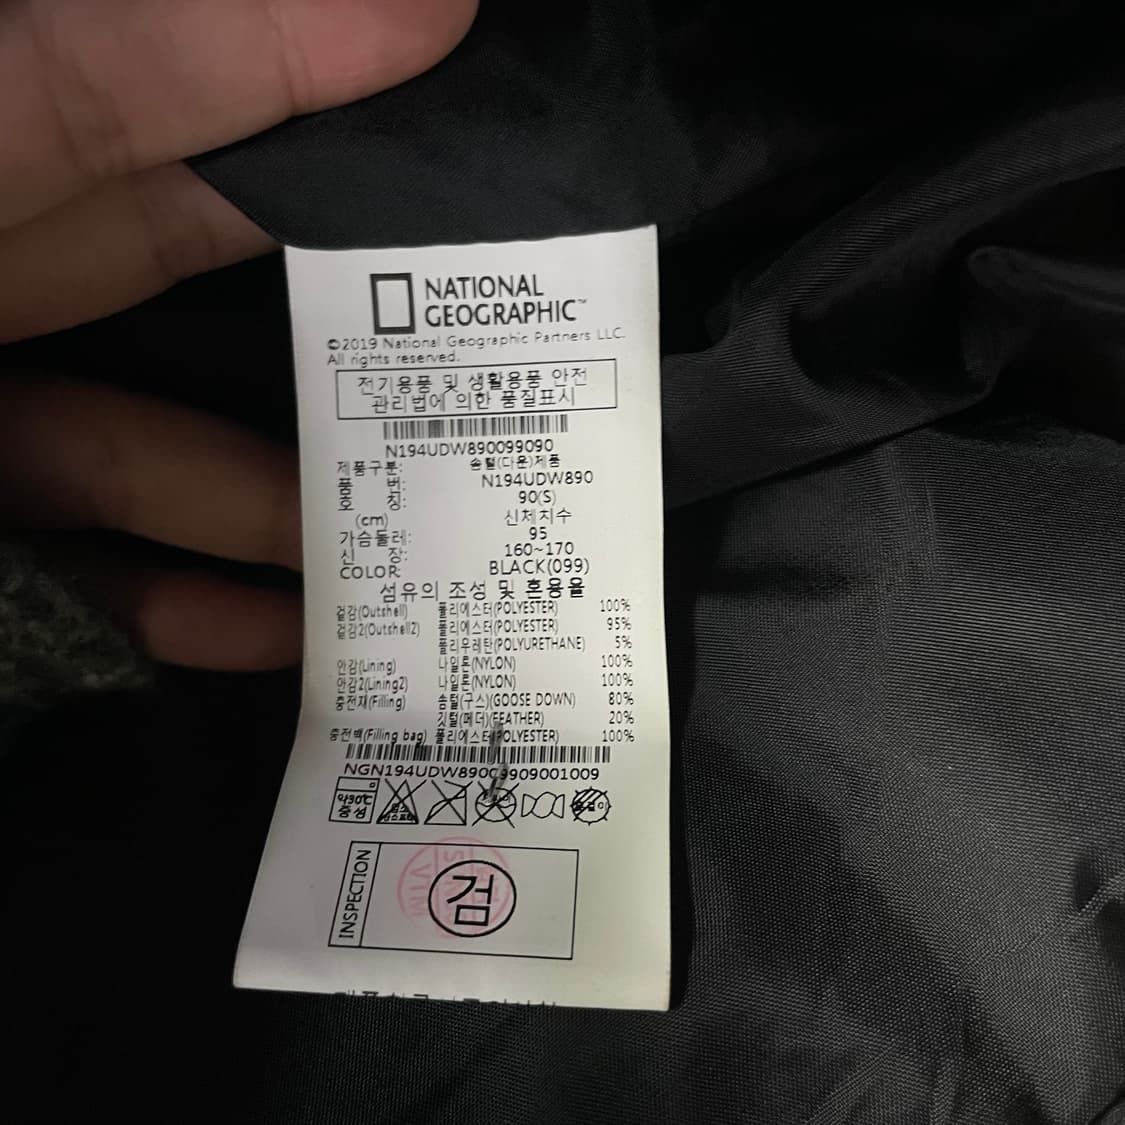 NATIONAL
GEOGRAPHIC™
©2019 National Geographic Partners LLC.
All rights reserved.
전기용품 및 생활용품 안전
관리법에 의한 품질표시
N194UDW890099090
제품구분: 솜털(다운)제품
품 번: N194UDW890
호 칭: 90(S)
(cm) 신체치수
가슴둘레: 95
신 장: 160~170
COLOR: BLACK(099)
섬유의 조성 및 혼용율
겉감(Outshell) 폴리에스터(POLYESTER) 100%
겉감2(Outshell2) 폴리에스터(POLYESTER) 95%
폴리우레탄(POLYURETHANE) 5%
안감(Lining) 나일론(NYLON) 100%
안감2(Lining2) 나일론(NYLON) 100%
충전재(Filling) 솜털(구스)(GOOSE DOWN) 80%
깃털(페더)(FEATHER) 20%
충전백(Filling bag) 폴리에스터(POLYESTER) 100%
NGN194UDW89009909001009
약30℃
중성
INSPECTION
검